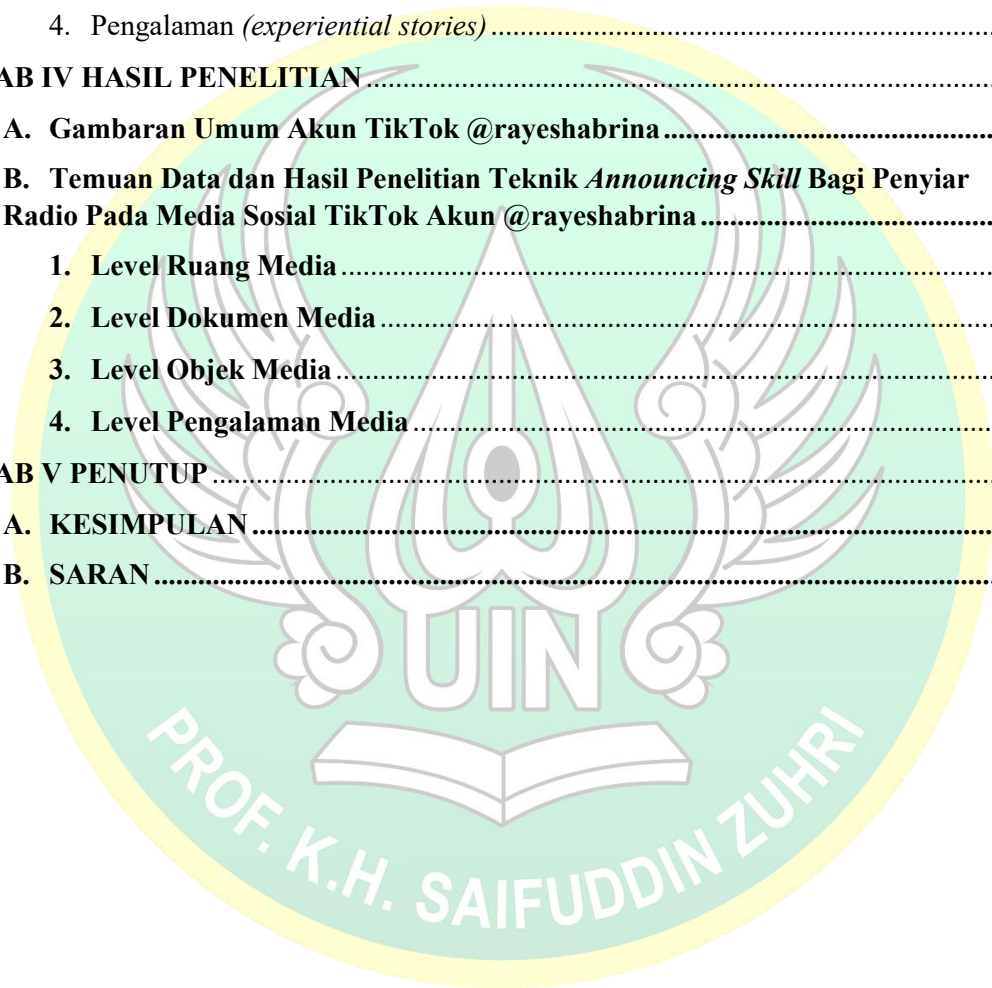 4. Pengalaman (experiential stories)
AB IV HASIL PENELITIAN
A. Gambaran Umum Akun TikTok @rayeshabrina
B. Temuan Data dan Hasil Penelitian Teknik Announcing Skill Bagi Penyiar
Radio Pada Media Sosial TikTok Akun @rayeshabrina
1. Level Ruang Media
2. Level Dokumen Media
3. Level Objek Media
4. Level Pengalaman Media
AB V PENUTUP
A. KESIMPULAN
B. SARAN
UIN
PROF. K.H. SAIFUDDIN ZUHRI